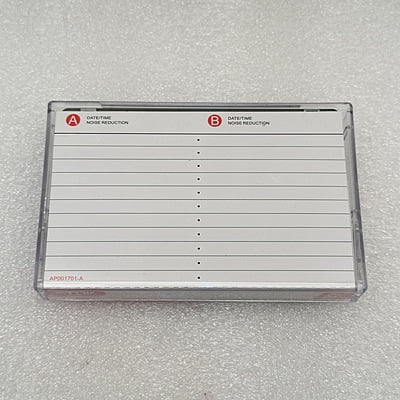 A DATE/TIME
NOISE REDUCTION
B DATE/TIME
NOISE REDUCTION
AP001701-A